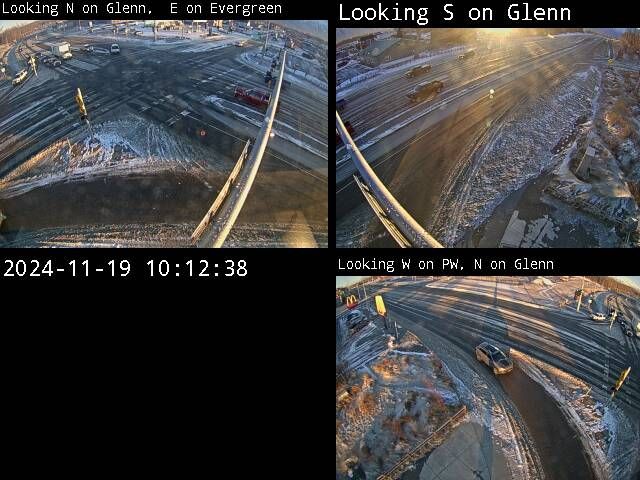 Looking N on Glenn,  E on Evergreen
Looking S on Glenn
2024-11-19 10:12:38
Looking W on PW, N on Glenn